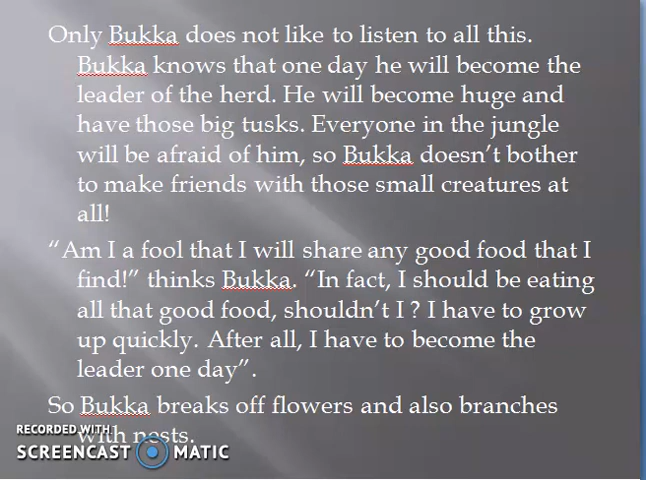 Only Bukka does not like to listen to all this.
Bukka knows that one day he will become the
leader of the herd. He will become huge and
have those big tusks. Everyone in the jungle
will be afraid of him, so Bukka doesn’t bother
to make friends with those small creatures at
all!
“Am I a fool that I will share any good food that I
find!” thinks Bukka. “In fact, I should be eating
all that good food, shouldn’t I ? I have to grow
up quickly. After all, I have to become the
leader one day”.
So Bukka breaks off flowers and also branches
with nests.
RECORDED WITH
SCREENCAST MATIC